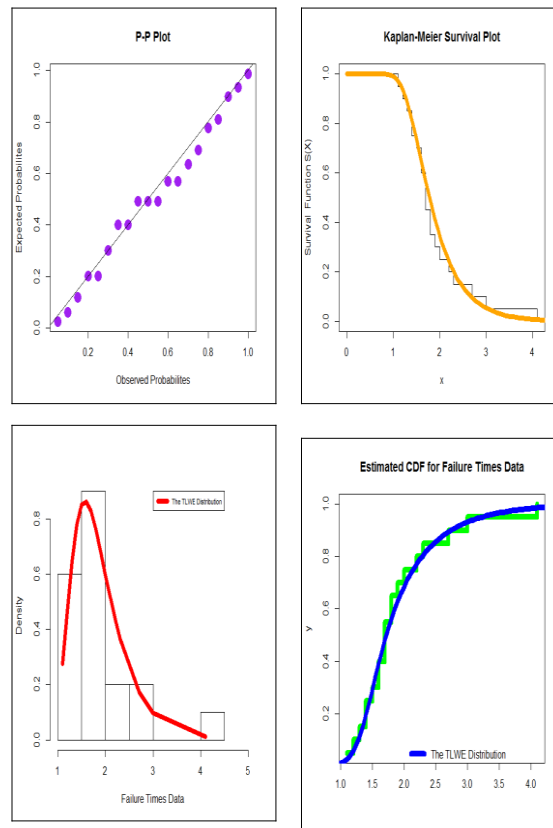 P-P Plot
Expected Probabilites
0.0 0.2 0.4 0.6 0.8 1.0
0.2 0.4 0.6 0.8 1.0
Observed Probabilites
Kaplan-Meier Survival Plot
Survival Function S(X)
0.0 0.2 0.4 0.6 0.8 1.0
0 1 2 3 4
x
Density
0.0 0.2 0.4 0.6 0.8
The TLWE Distribution
1 2 3 4 5
Failure Times Data
Estimated CDF for Failure Times Data
y
0.2 0.4 0.6 0.8 1.0
The TLWE Distribution
1.0 1.5 2.0 2.5 3.0 3.5 4.0